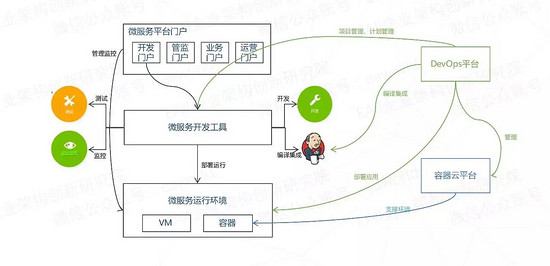 微服务平台门户
开发
门户
管监
门户
业务
门户
运营
门户
项目管理、计划管理
管理监控
DevOps平台
测试
开发
编译集成
微服务开发工具
监控
编译集成
管理
部署运行
部署应用
容器云平台
微服务运行环境
VM
容器
支撑环境